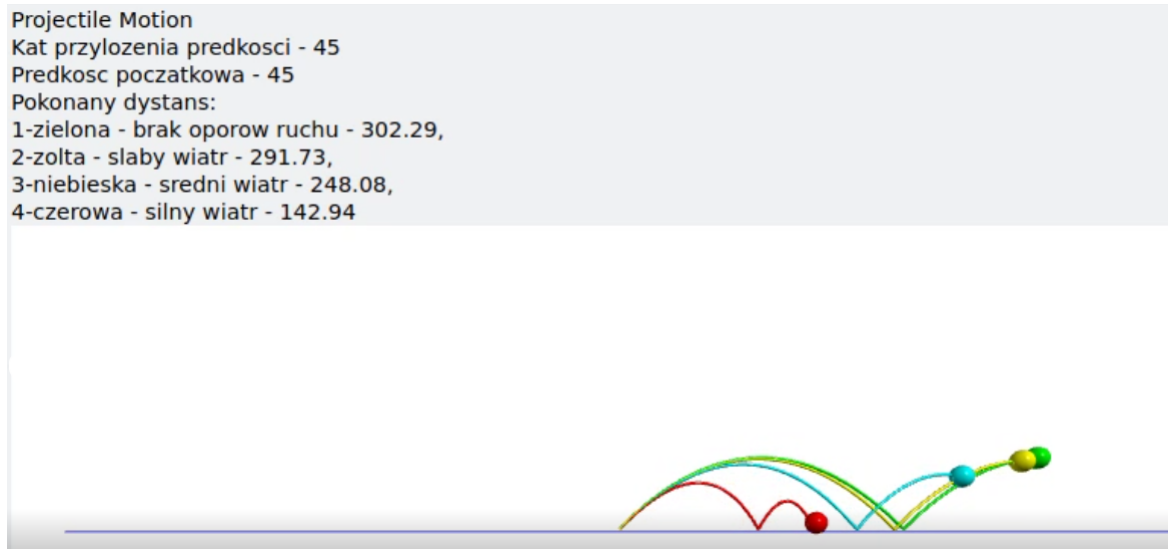 Projectile Motion
Kat przylozenia predkosci - 45
Predkosc poczatkowa - 45
Pokonany dystans:
1-zielona - brak oporow ruchu - 302.29,
2-zolta - slaby wiatr - 291.73,
3-niebieska - sredni wiatr - 248.08,
4-czerowa - silny wiatr - 142.94